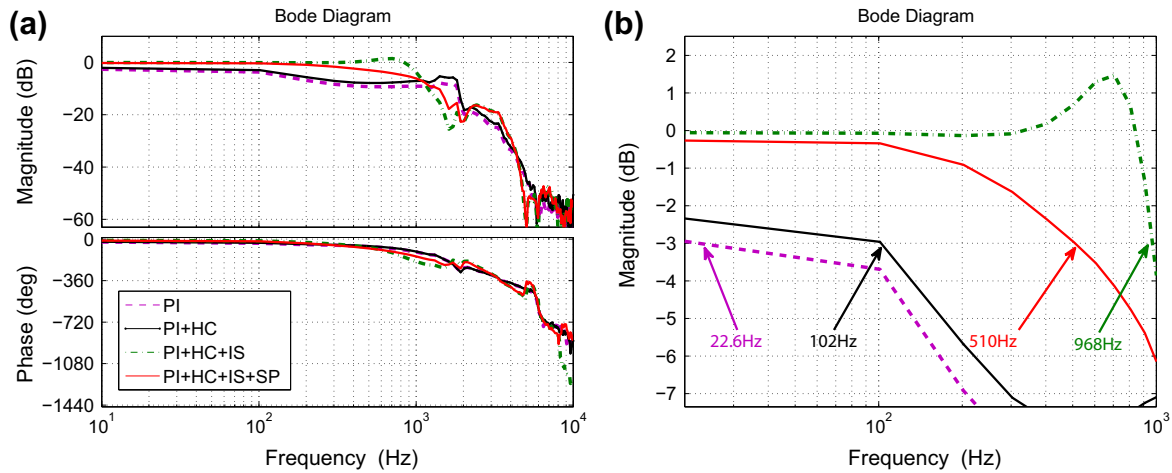 (a)
Bode Diagram
Magnitude (dB)
0
−20
−40
−60
Phase (deg)
0
−360
−720
−1080
−1440
PI
PI+HC
PI+HC+IS
PI+HC+IS+SP
10^1
10^2
10^3
10^4
Frequency (Hz)
(b)
Bode Diagram
Magnitude (dB)
2
1
0
−1
−2
−3
−4
−5
−6
−7
22.6Hz
102Hz
510Hz
968Hz
10^2
10^3
Frequency (Hz)